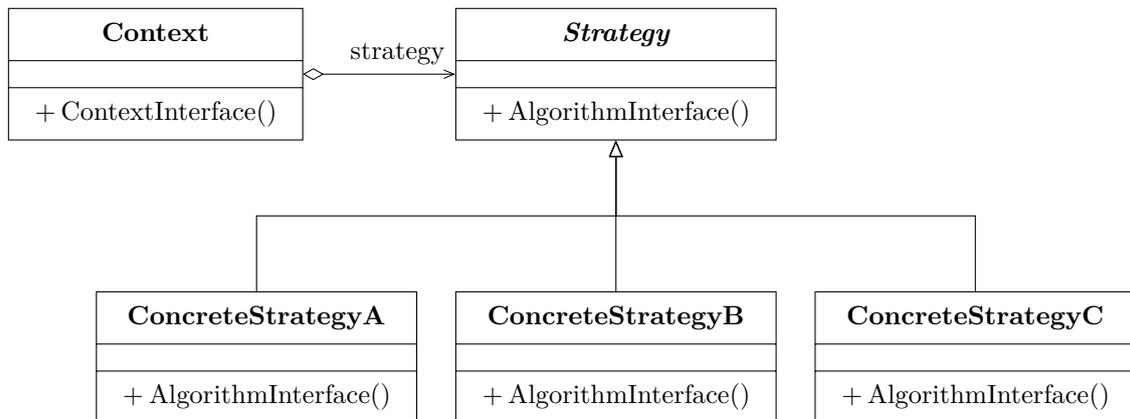 Context
Strategy
strategy
+ ContextInterface()
+ AlgorithmInterface()
ConcreteStrategyA
ConcreteStrategyB
ConcreteStrategyC
+ AlgorithmInterface()
+ AlgorithmInterface()
+ AlgorithmInterface()